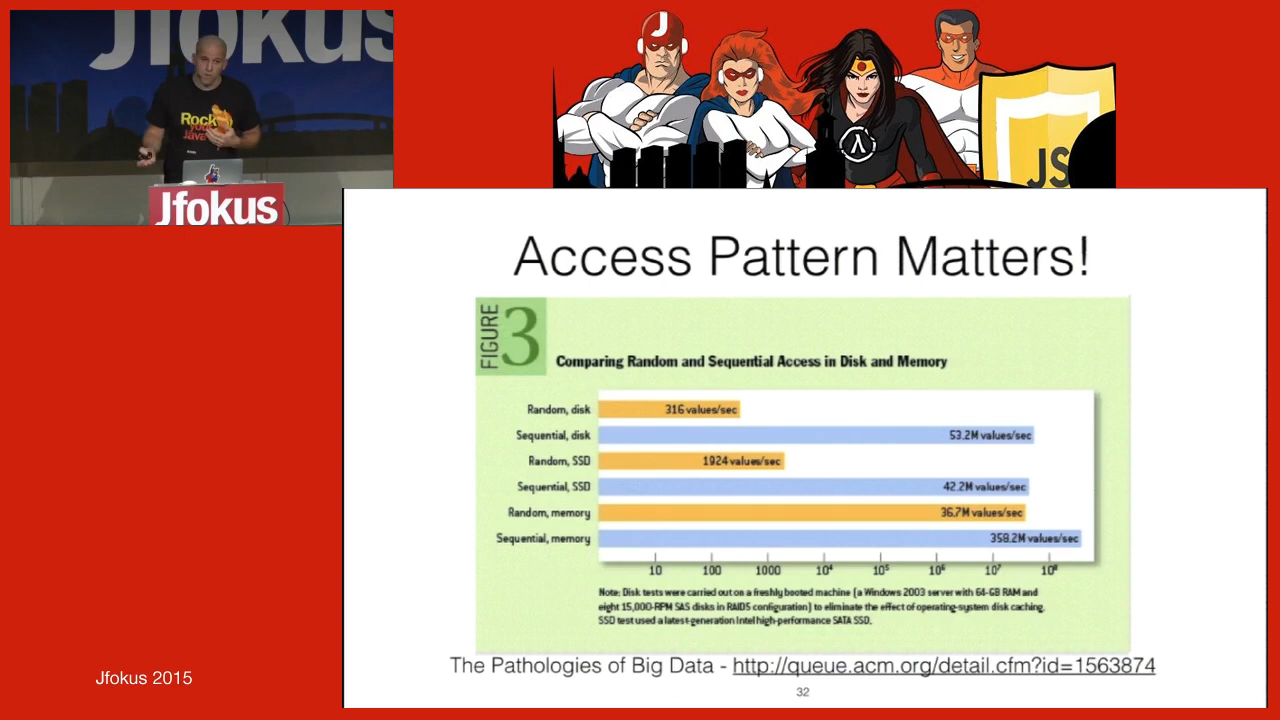 Jfokus
Rock
Java
Jfokus
J
JS
Access Pattern Matters!
FIGURE 3
Comparing Random and Sequential Access in Disk and Memory
Random, disk 316 values/sec
Sequential, disk 53.2M values/sec
Random, SSD 1924 values/sec
Sequential, SSD 42.2M values/sec
Random, memory 36.7M values/sec
Sequential, memory 358.2M values/sec
10 100 1000 10⁴ 10⁵ 10⁶ 10⁷ 10⁸
Note: Disk tests were carried out on a freshly booted machine (a Windows 2003 server with 64-GB RAM and
eight 15,000-RPM SAS disks in RAID5 configuration) to eliminate the effect of operating-system disk caching.
SSD test used a latest-generation Intel high-performance SATA SSD.
The Pathologies of Big Data - http://queue.acm.org/detail.cfm?id=1563874
32
Jfokus 2015